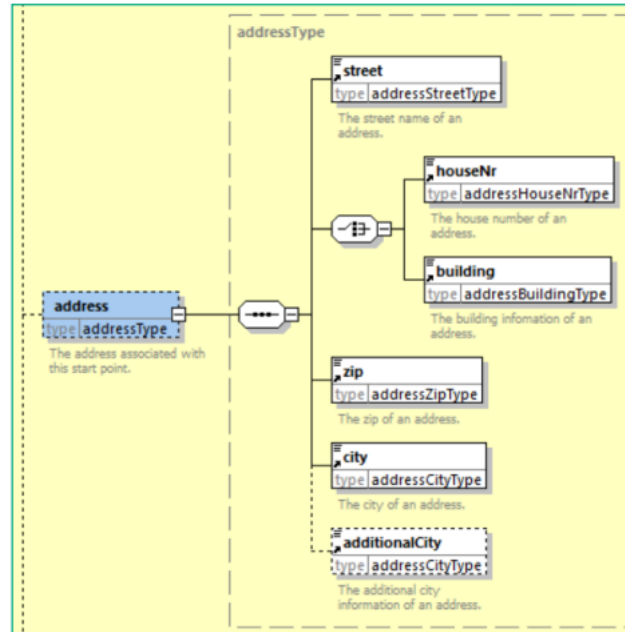 addressType
street
type addressStreetType
The street name of an
address.
houseNr
type addressHouseNrType
The house number of an
address.
building
type addressBuildingType
The building infomation of an
address.
address
type addressType
The address associated with
this start point.
zip
type addressZipType
The zip of an address.
city
type addressCityType
The city of an address.
additionalCity
type addressCityType
The additional city
information of an address.